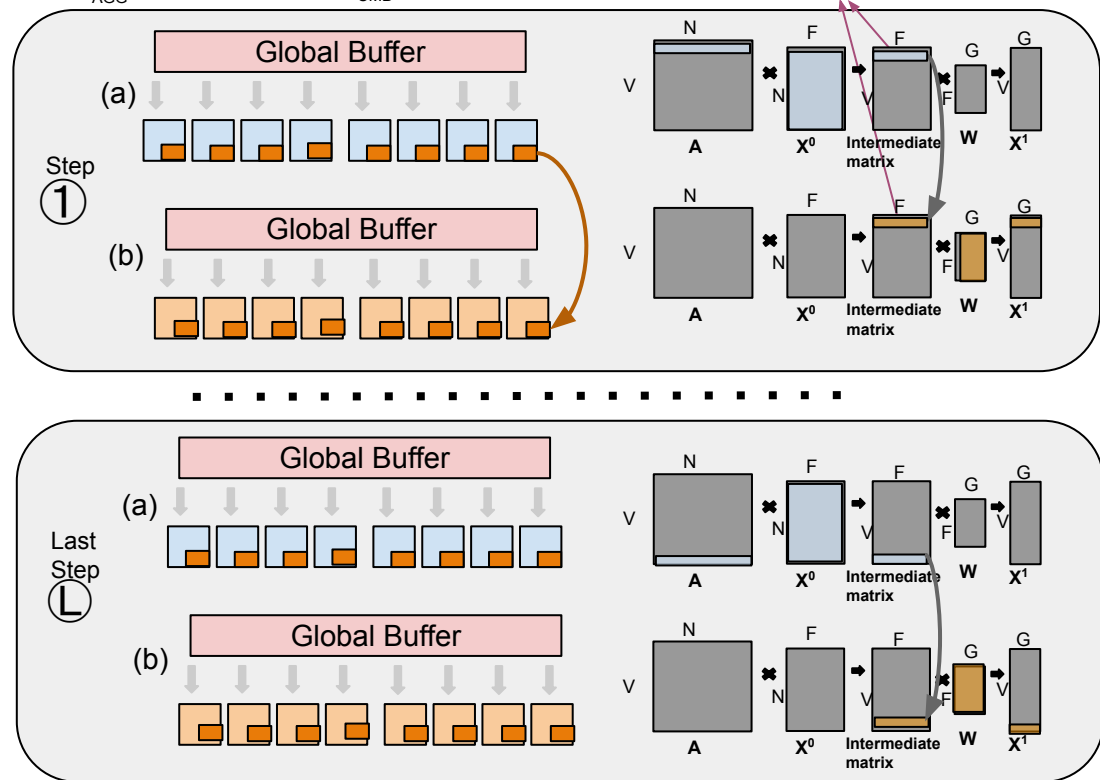 Global Buffer
(a)
Step
1
Global Buffer
(b)
N
F
F
G
G
V
N
V
F
V
A
X⁰
Intermediate
matrix
W
X¹
N
F
F
G
G
V
N
V
F
V
A
X⁰
Intermediate
matrix
W
X¹
Global Buffer
(a)
Last
Step
L
Global Buffer
(b)
N
F
F
G
G
V
N
V
F
V
A
X⁰
Intermediate
matrix
W
X¹
N
F
F
G
G
V
N
V
F
V
A
X⁰
Intermediate
matrix
W
X¹